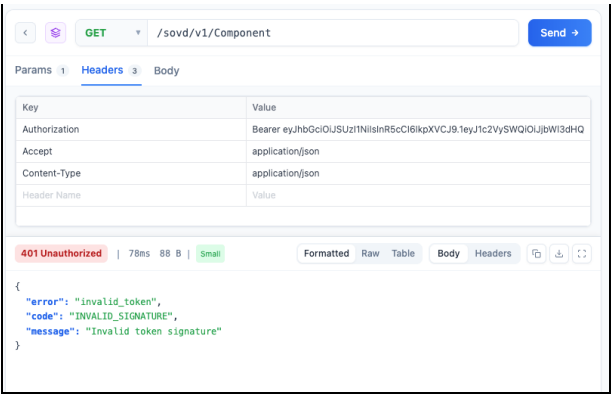 GET /sovd/v1/Component Send →
Params 1 Headers 3 Body
Key Value
Authorization Bearer eyJhbGciOiJSUzI1NiIsInR5cCI6IkpXVCJ9.1eyJ1c2VySWQiOiJjbWl3dHQ
Accept application/json
Content-Type application/json
Header Name Value
401 Unauthorized | 78ms 88 B | Small Formatted Raw Table Body Headers
{
"error": "invalid_token",
"code": "INVALID_SIGNATURE",
"message": "Invalid token signature"
}